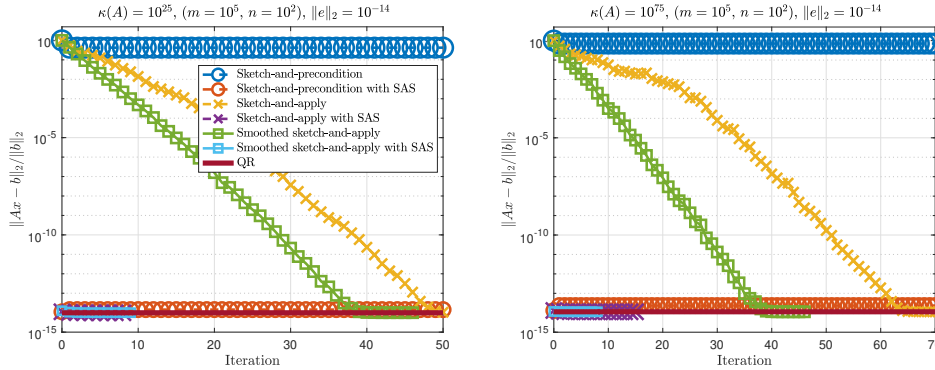 κ(A) = 10^25, (m = 10^5, n = 10^2), ‖e‖_2 = 10^-14
10^0
10^-5
10^-10
10^-15
‖Ax − b‖_2/‖b‖_2
0 10 20 30 40 50
Iteration
Sketch-and-precondition
Sketch-and-precondition with SAS
Sketch-and-apply
Sketch-and-apply with SAS
Smoothed sketch-and-apply
Smoothed sketch-and-apply with SAS
QR
κ(A) = 10^75, (m = 10^5, n = 10^2), ‖e‖_2 = 10^-14
10^0
10^-5
10^-10
10^-15
‖Ax − b‖_2/‖b‖_2
0 10 20 30 40 50 60 70
Iteration